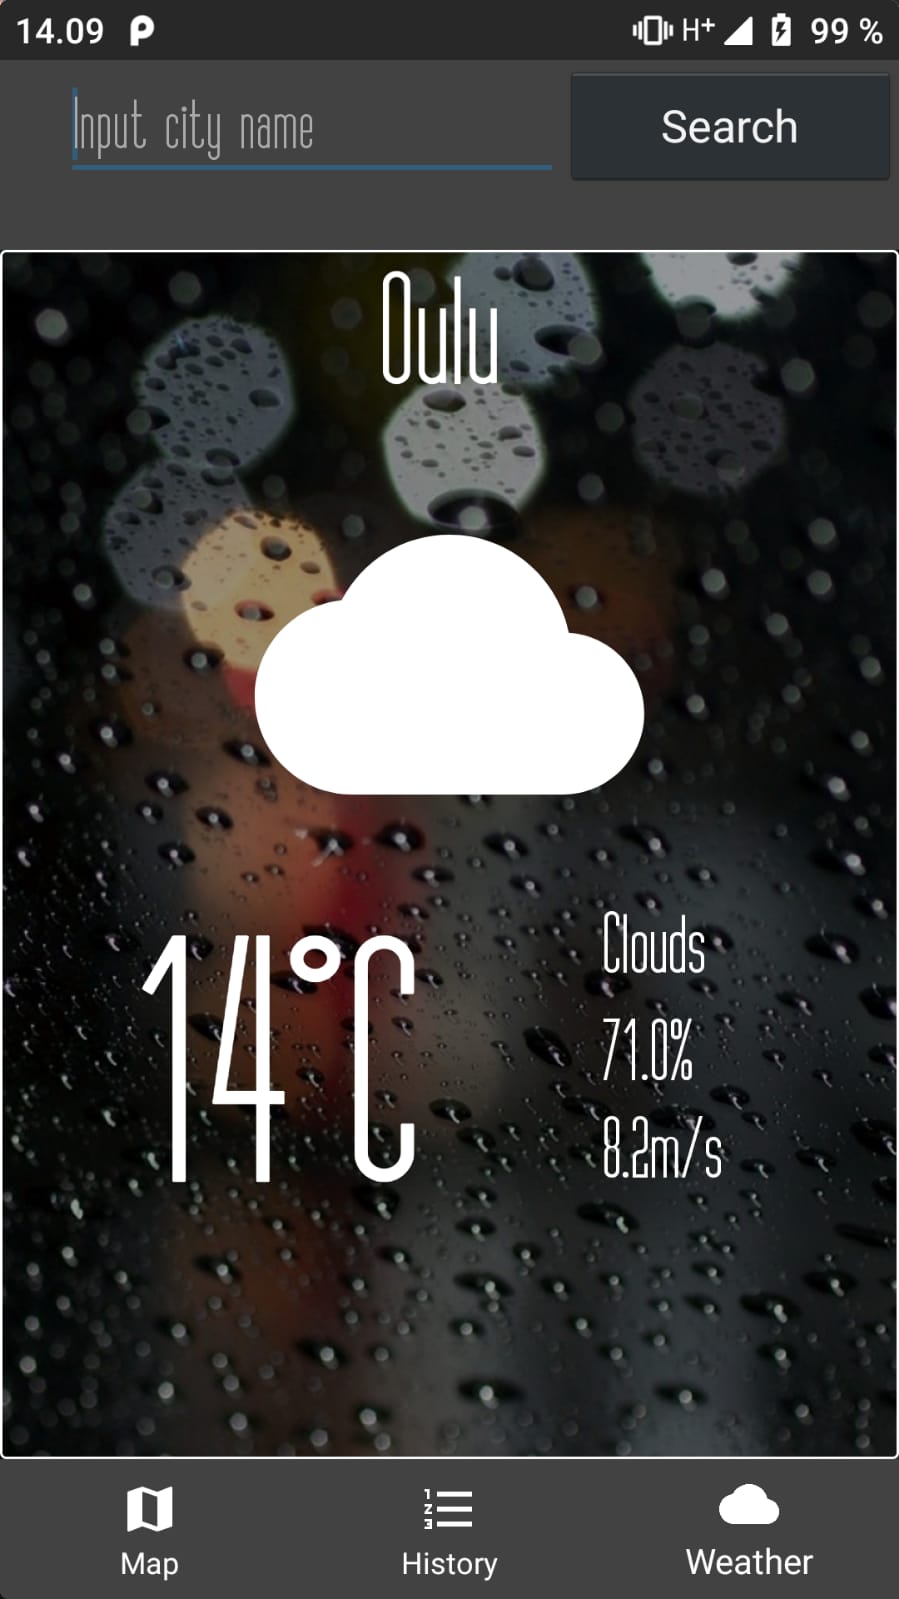 14.09 H+ 99 %
Input city name Search
Oulu
14°C
Clouds
71.0%
8.2m/s
Map History Weather